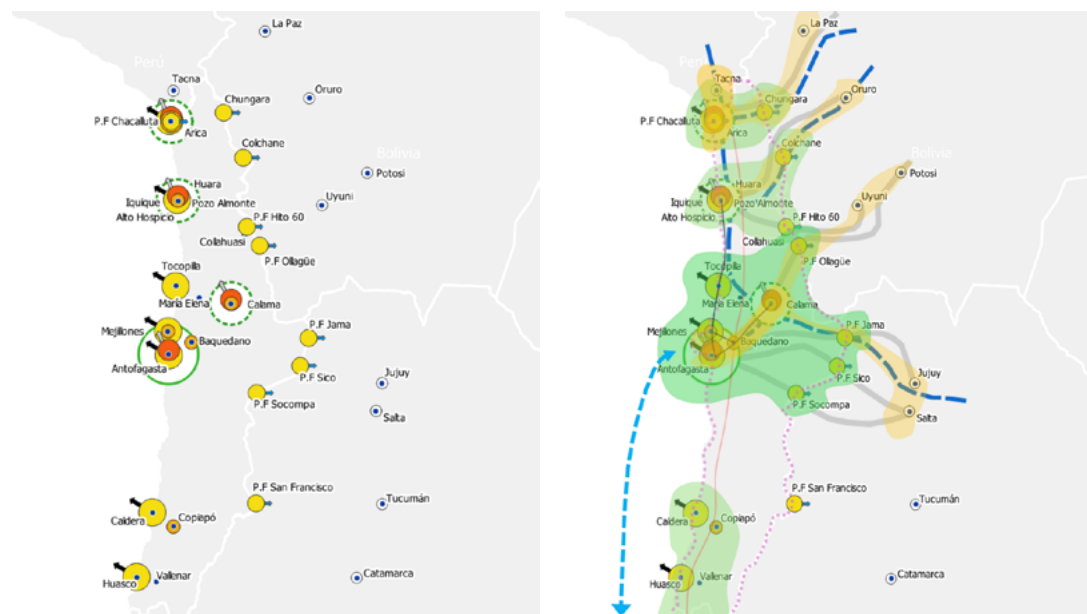 La Paz
Perú
Tacna
Oruro
Chungara
P.F Chacalluta
Arica
Colchane
Bolivia
Potosi
Huara
Iquique
Pozo Almonte
Alto Hospicio
Uyuni
P.F Hito 60
Collahuasi
P.F Ollagüe
Tocopilla
María Elena
Calama
Mejillones
P.F Jama
Baquedano
Antofagasta
P.F Sico
Jujuy
P.F Socompa
Salta
P.F San Francisco
Tucumán
Caldera
Copiapó
Huasco
Vallenar
Catamarca
La Paz
Perú
Tacna
Oruro
Chungara
P.F Chacalluta
Arica
Colchane
Bolivia
Potosi
Huara
Iquique
Pozo Almonte
Alto Hospicio
Uyuni
P.F Hito 60
Collahuasi
P.F Ollagüe
Tocopilla
María Elena
Calama
Mejillones
P.F Jama
Baquedano
Antofagasta
P.F Sico
Jujuy
P.F Socompa
Salta
P.F San Francisco
Tucumán
Caldera
Copiapó
Huasco
Vallenar
Catamarca